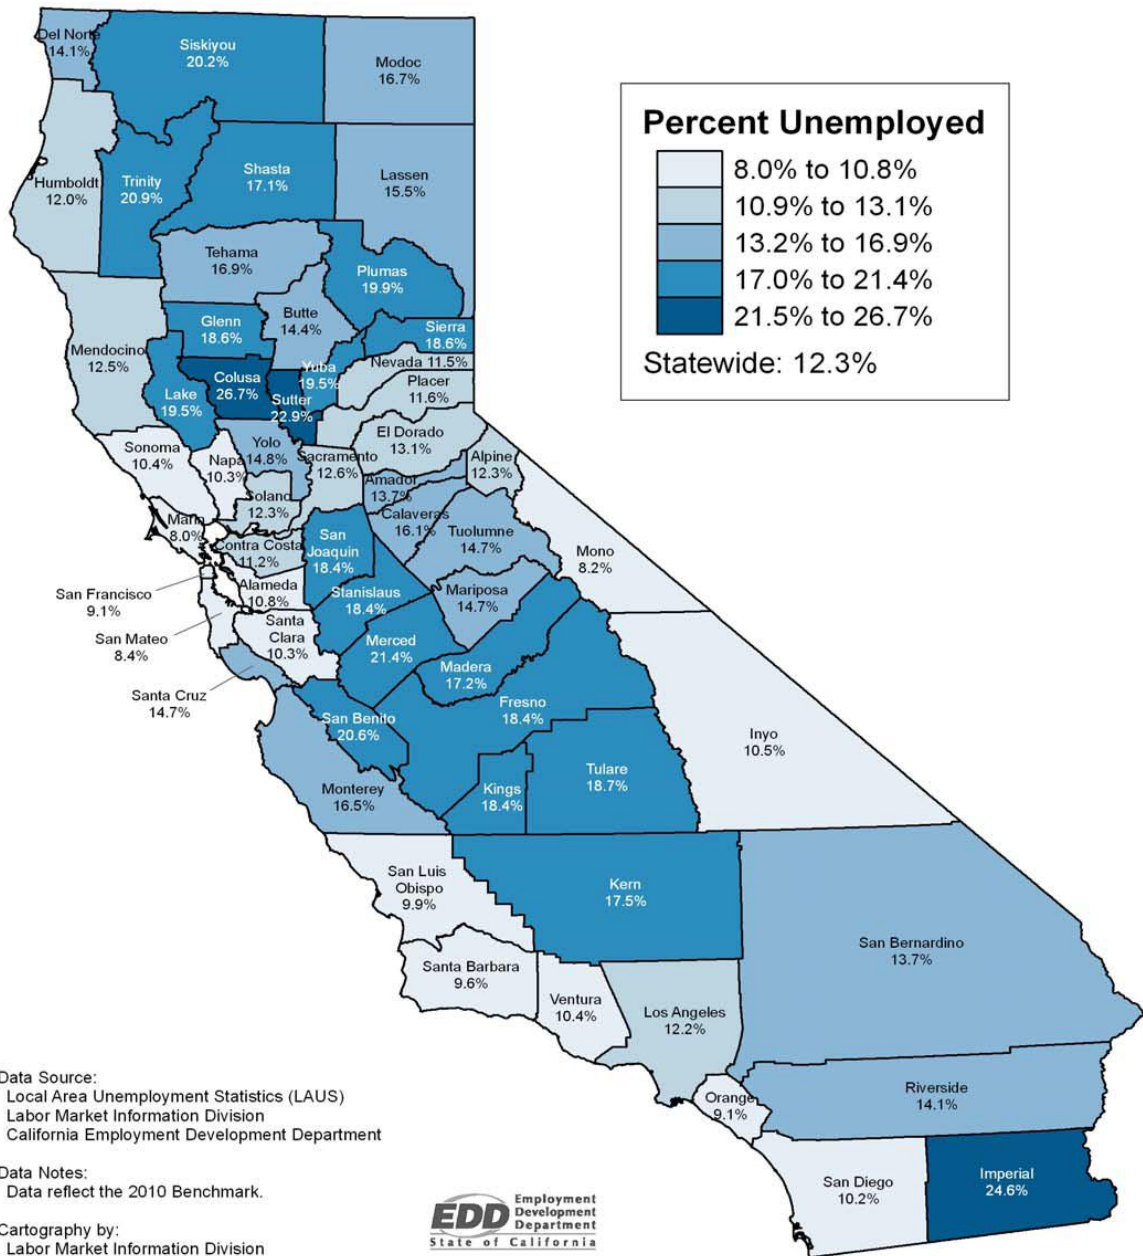 Del Norte
14.1%
Siskiyou
20.2%
Modoc
16.7%
Percent Unemployed
8.0% to 10.8%
10.9% to 13.1%
13.2% to 16.9%
17.0% to 21.4%
21.5% to 26.7%
Statewide: 12.3%
Humboldt
12.0%
Trinity
20.9%
Shasta
17.1%
Lassen
15.5%
Tehama
16.9%
Plumas
19.9%
Glenn
18.6%
Butte
14.4%
Sierra
18.6%
Mendocino
12.5%
Lake
19.5%
Colusa
26.7%
Sutter
22.9%
Yuba
19.5%
Nevada 11.5%
Placer
11.6%
El Dorado
13.1%
Sonoma
10.4%
Napa
10.3%
Yolo
14.8%
Sacramento
12.6%
Alpine
12.3%
Amador
13.7%
Solano
12.3%
Calaveras
16.1%
Tuolumne
14.7%
Marin
8.0%
Contra Costa
11.2%
San
Joaquin
18.4%
Mono
8.2%
San Francisco
9.1%
Alameda
10.8%
Stanislaus
18.4%
Mariposa
14.7%
San Mateo
8.4%
Santa
Clara
10.3%
Merced
21.4%
Madera
17.2%
Santa Cruz
14.7%
San Benito
20.6%
Fresno
18.4%
Inyo
10.5%
Monterey
16.5%
Kings
18.4%
Tulare
18.7%
San Luis
Obispo
9.9%
Kern
17.5%
San Bernardino
13.7%
Santa Barbara
9.6%
Ventura
10.4%
Los Angeles
12.2%
Orange
9.1%
Riverside
14.1%
San Diego
10.2%
Imperial
24.6%
Data Source:
Local Area Unemployment Statistics (LAUS)
Labor Market Information Division
California Employment Development Department
Data Notes:
Data reflect the 2010 Benchmark.
Cartography by:
Labor Market Information Division
EDD
Employment
Development
Department
State of California